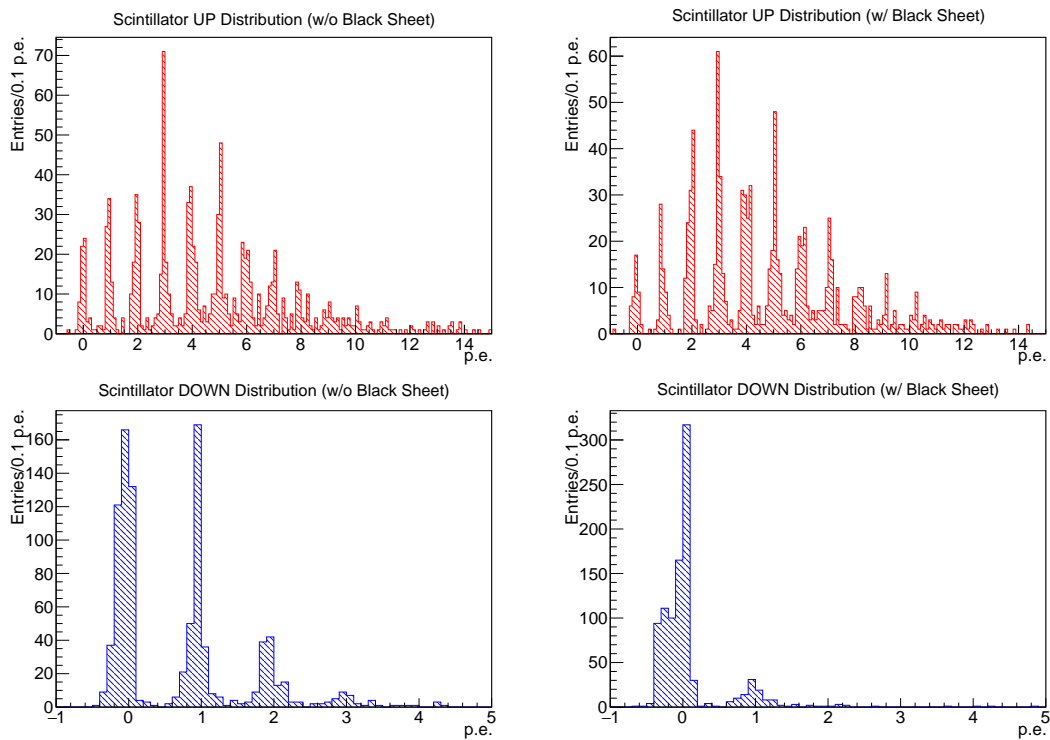 Scintillator UP Distribution (w/o Black Sheet)
Entries/0.1 p.e.
70
60
50
40
30
20
10
0
0 2 4 6 8 10 12 14
p.e.
Scintillator UP Distribution (w/ Black Sheet)
Entries/0.1 p.e.
60
50
40
30
20
10
0
0 2 4 6 8 10 12 14
p.e.
Scintillator DOWN Distribution (w/o Black Sheet)
Entries/0.1 p.e.
160
140
120
100
80
60
40
20
0
−1 0 1 2 3 4 5
p.e.
Scintillator DOWN Distribution (w/ Black Sheet)
Entries/0.1 p.e.
300
250
200
150
100
50
0
−1 0 1 2 3 4 5
p.e.